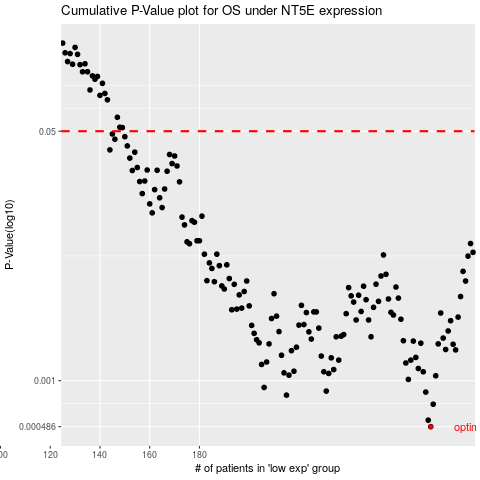 Cumulative P-Value plot for OS under NT5E expression
P-Value(log10)
0.05
0.001
0.000486
optim
00 120 140 160 180
# of patients in 'low exp' group